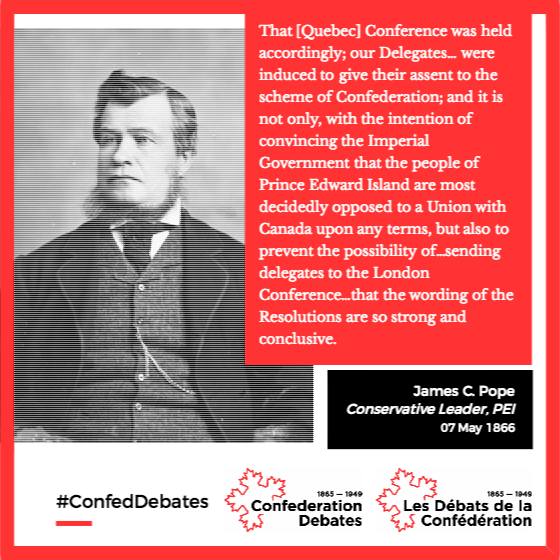 That [Quebec] Conference was held
accordingly; our Delegates... were
induced to give their assent to the
scheme of Confederation; and it is
not only, with the intention of
convincing the Imperial
Government that the people of
Prince Edward Island are most
decidedly opposed to a Union with
Canada upon any terms, but also to
prevent the possibility of...sending
delegates to the London
Conference...that the wording of the
Resolutions are so strong and
conclusive.
James C. Pope
Conservative Leader, PEI
07 May 1866
#ConfedDebates
1865 — 1949
Confederation
Debates
1865 — 1949
Les Débats de la
Confédération